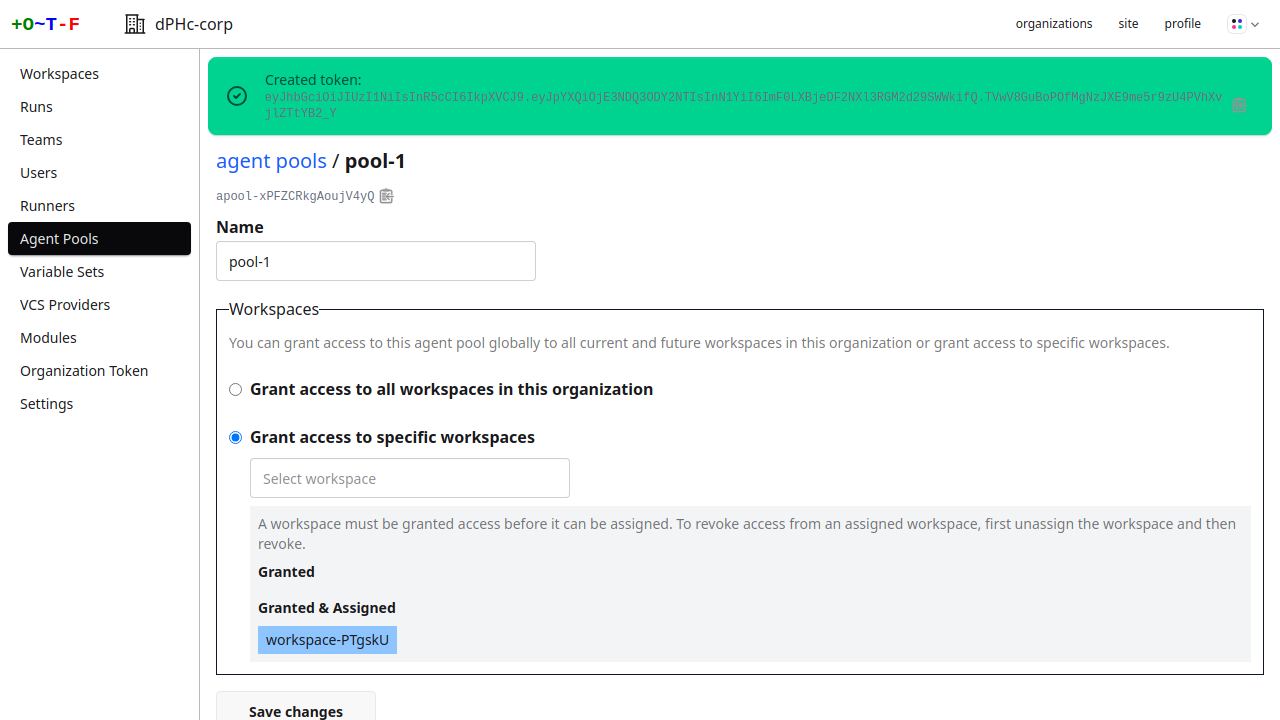 +O~T-F
dPHc-corp
organizations
site
profile
Workspaces
Runs
Teams
Users
Runners
Agent Pools
Variable Sets
VCS Providers
Modules
Organization Token
Settings
Created token:
eyJhbGciOiJIUzI1NiIsInR5cCI6IkpXVCJ9.eyJpYXQiOjE3NDQ3ODY2NTIsInN1YiI6ImF0LXBjeDF2NXl3RGM2d29SWWkifQ.TVwV8GuBoPOfMgNzJXE9me5r9zU4PVhXv
jlZTtYB2_Y
agent pools / pool-1
apool-xPFZCRkgAoujV4yQ
Name
pool-1
Workspaces
You can grant access to this agent pool globally to all current and future workspaces in this organization or grant access to specific workspaces.
Grant access to all workspaces in this organization
Grant access to specific workspaces
Select workspace
A workspace must be granted access before it can be assigned. To revoke access from an assigned workspace, first unassign the workspace and then
revoke.
Granted
Granted & Assigned
workspace-PTgskU
Save changes